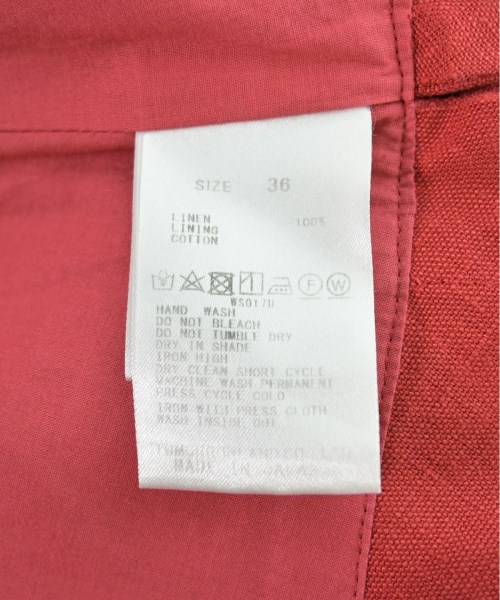 SIZE 36
LINEN 100%
LINING
COTTON
F W
WS017U
HAND WASH
DO NOT BLEACH
DO NOT TUMBLE DRY
DRY IN SHADE
IRON HIGH
DRY CLEAN SHORT CYCLE
MACHINE WASH PERMANENT
PRESS CYCLE COLD
IRON WITH PRESS CLOTH
WASH INSIDE OUT
MADE IN JAPAN